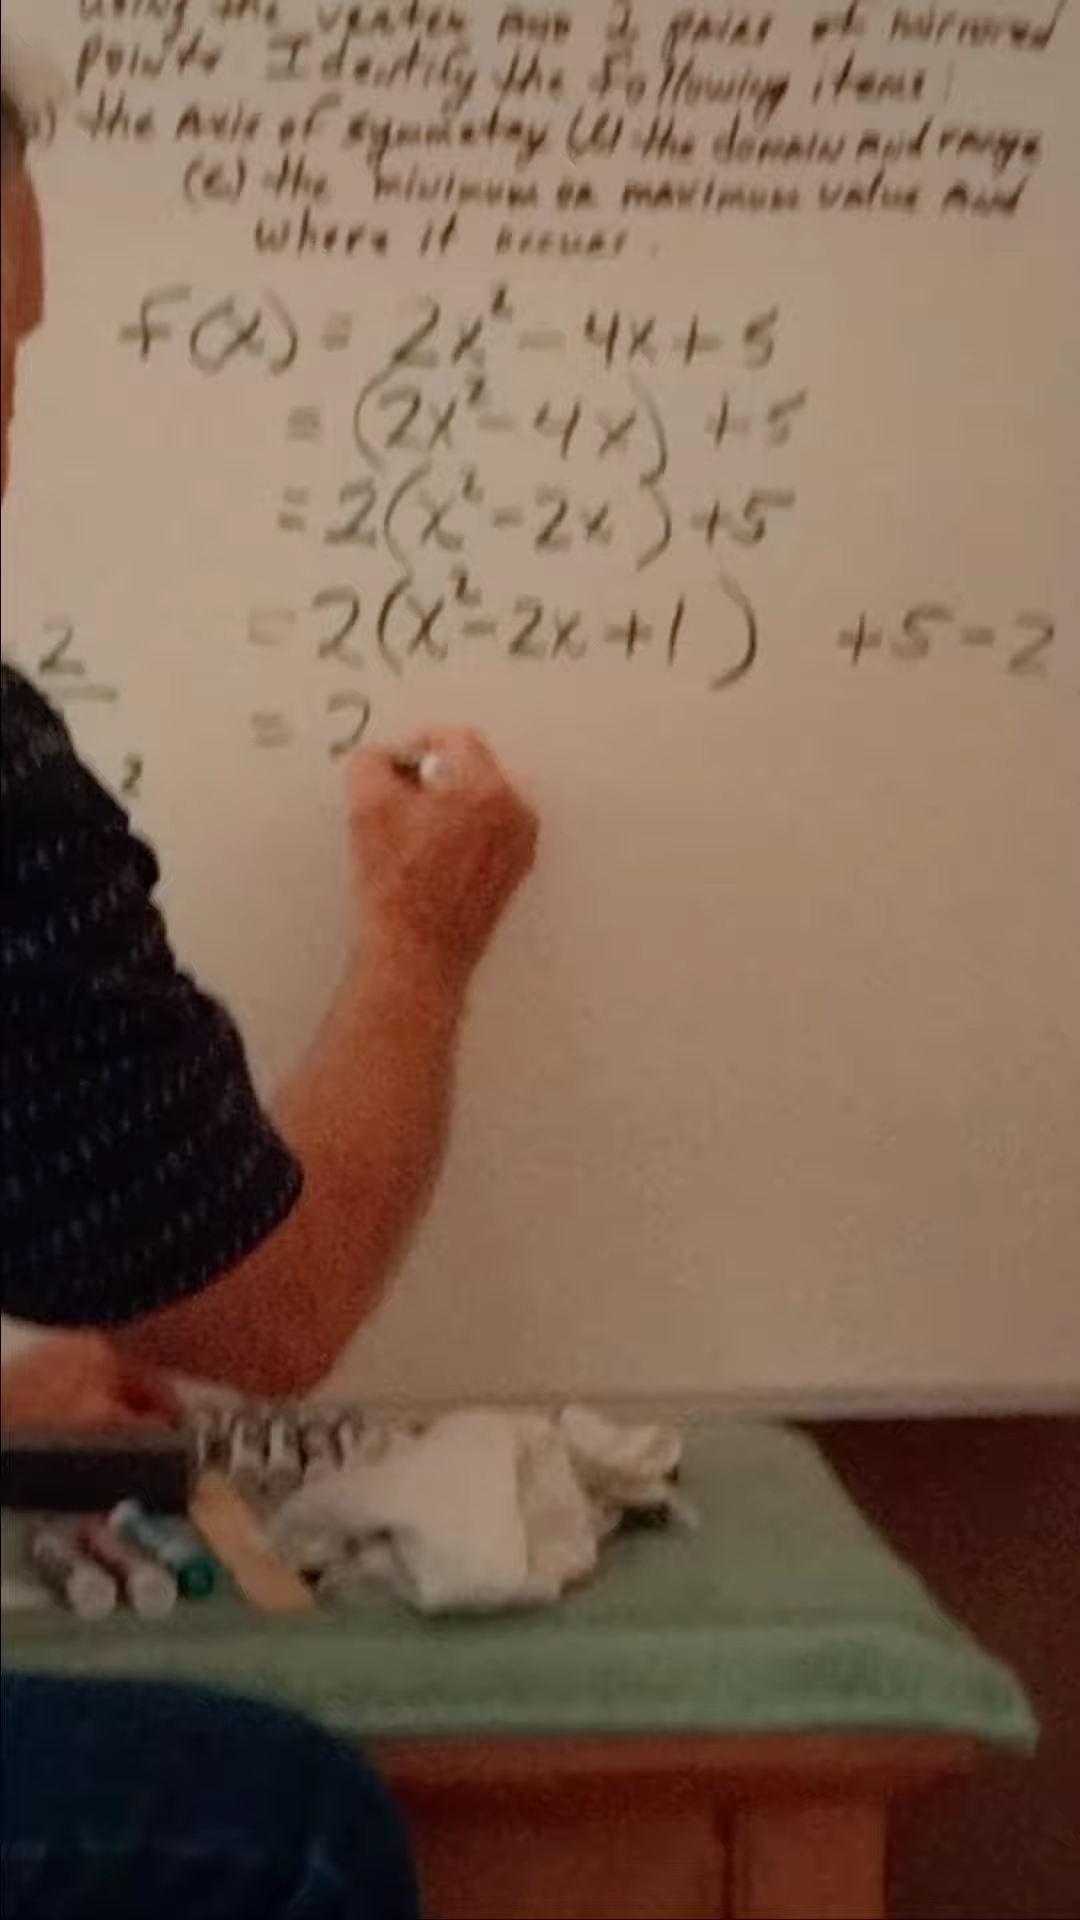 using the vertex and 2 pairs of mirrored
points. Identify the following items:
a) the axis of symmetry (b) the domain and range
(c) the minimum or maximum value and
where it occurs.
f(x) = 2x² - 4x + 5
= (2x² - 4x) + 5
= 2(x² - 2x ) + 5
= 2(x² - 2x + 1 ) + 5 - 2
2
2
= 2